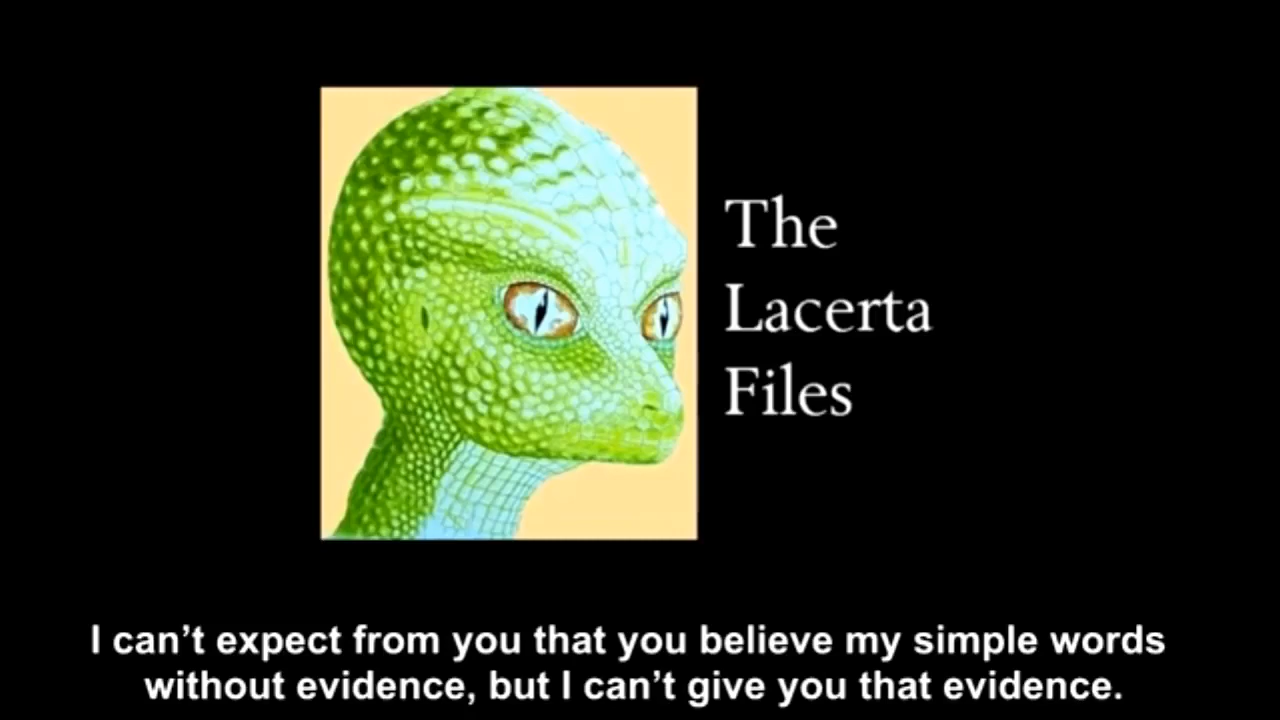 The
Lacerta
Files
I can’t expect from you that you believe my simple words
without evidence, but I can’t give you that evidence.